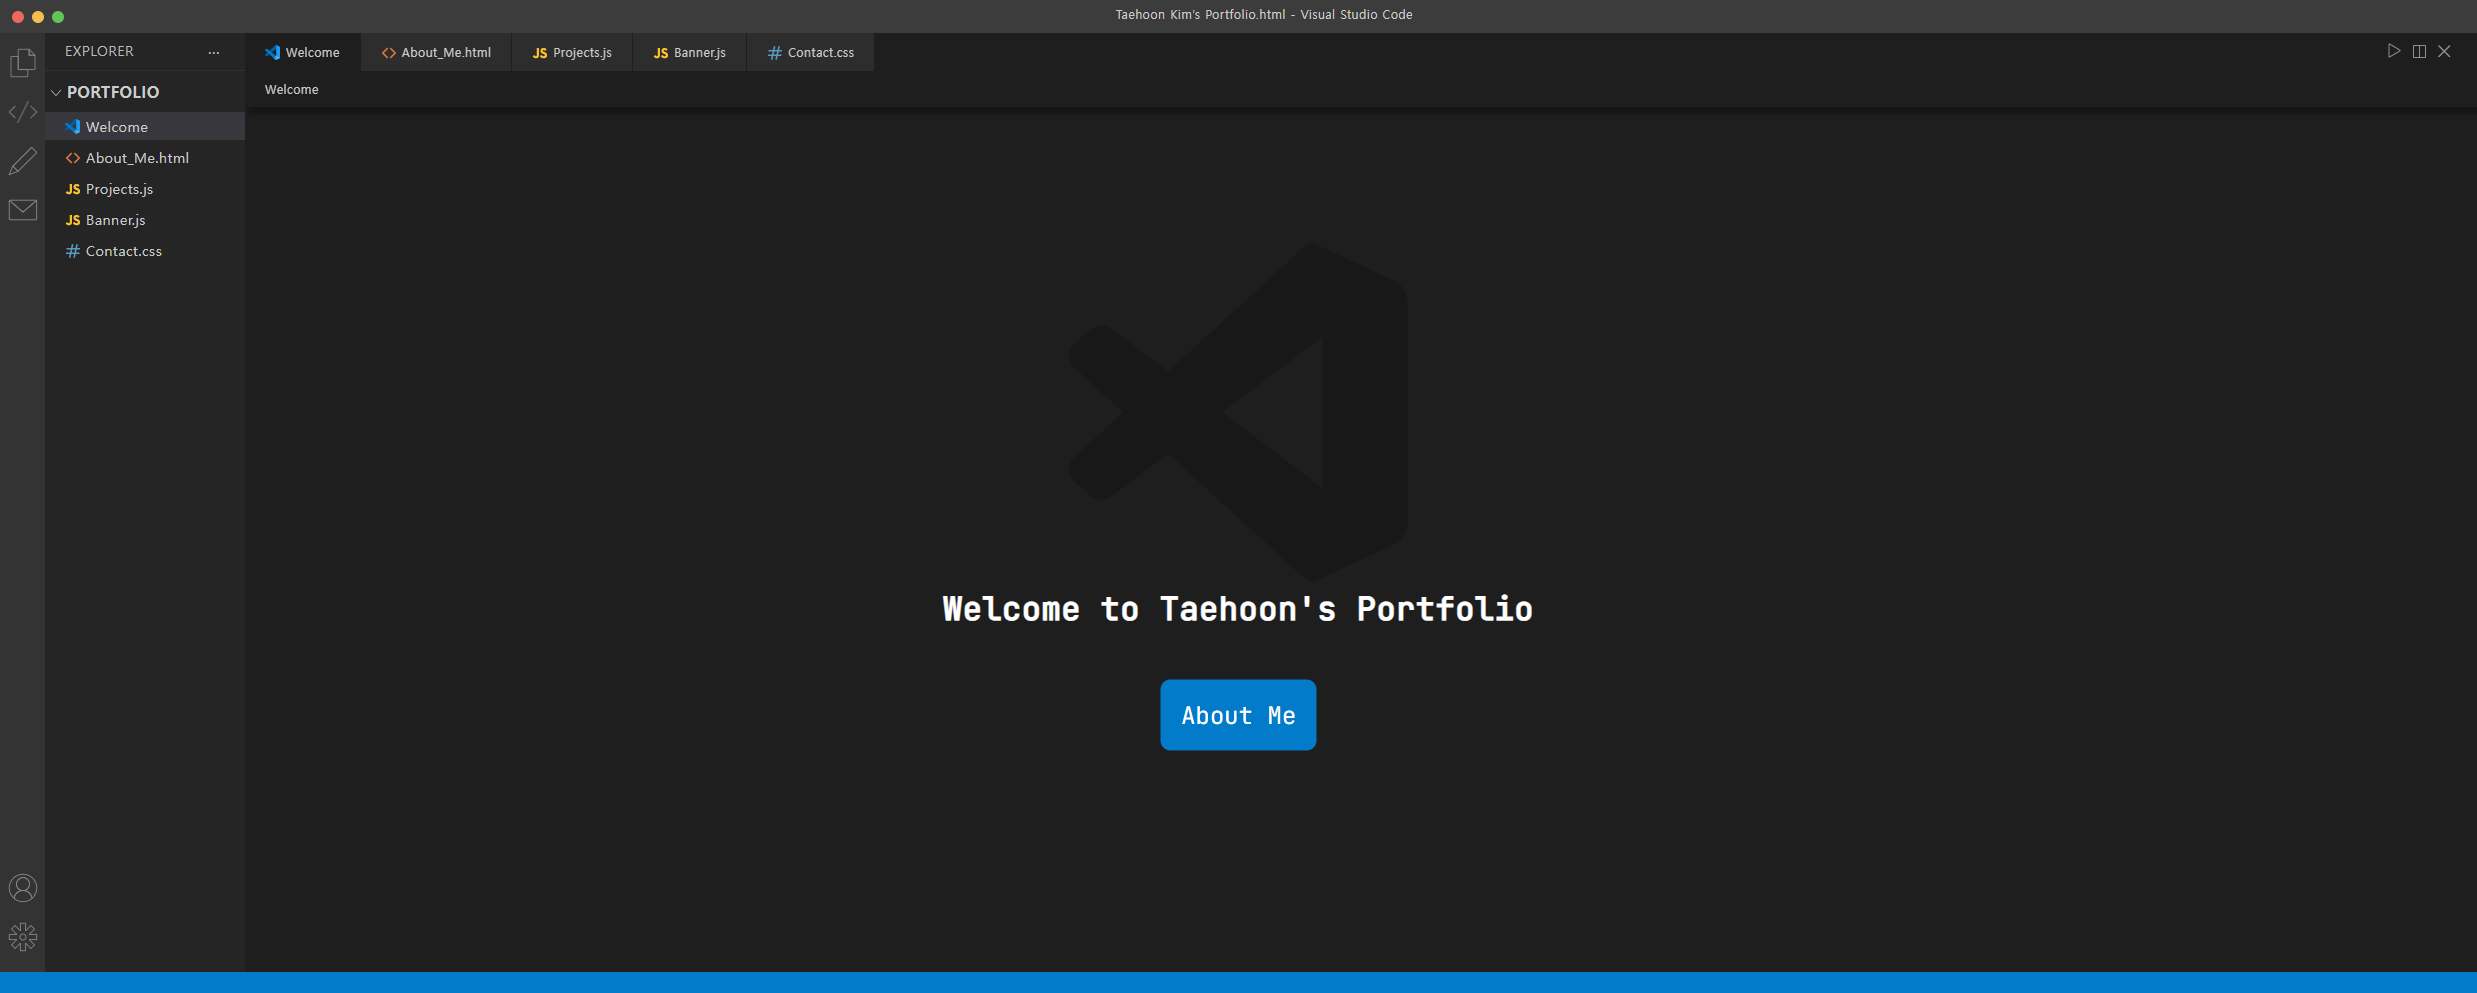 Taehoon Kim's Portfolio.html - Visual Studio Code
EXPLORER ...
Welcome About_Me.html JS Projects.js JS Banner.js # Contact.css
PORTFOLIO
Welcome
Welcome
About_Me.html
JS Projects.js
JS Banner.js
# Contact.css
Welcome to Taehoon's Portfolio
About Me